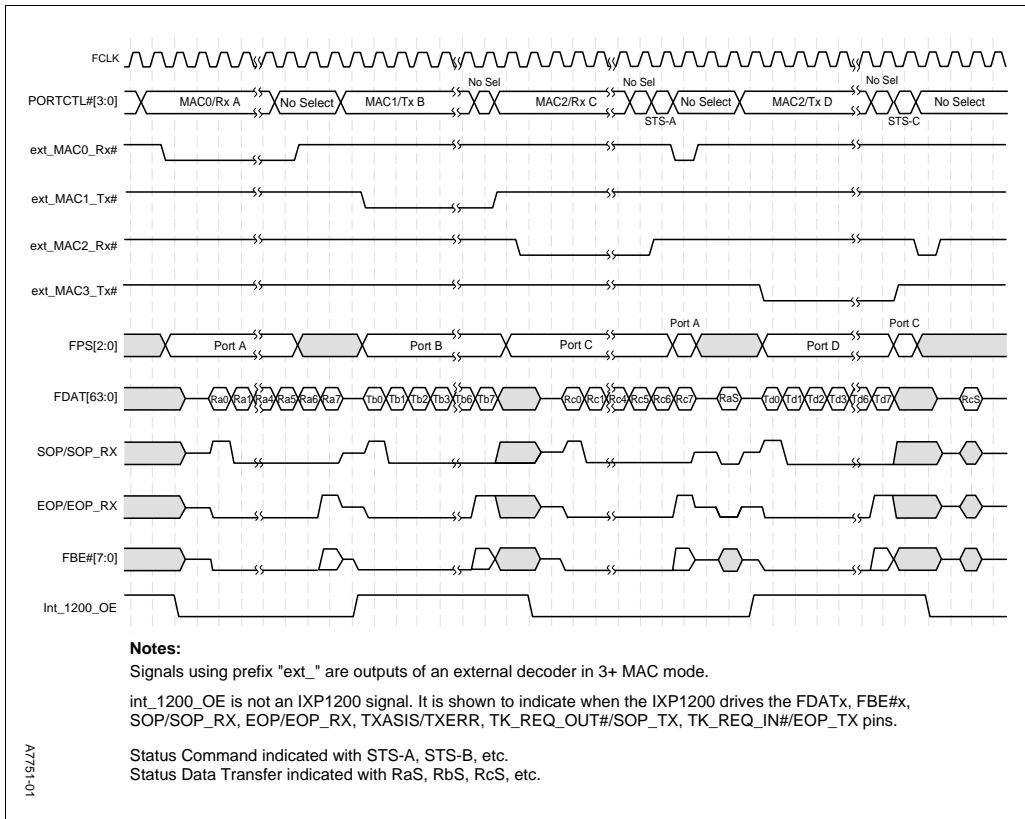 FCLK
No Sel No Sel No Sel
PORTCTL#[3:0] MAC0/Rx A No Select MAC1/Tx B MAC2/Rx C No Select MAC2/Tx D No Select
STS-A STS-C
ext_MAC0_Rx#
ext_MAC1_Tx#
ext_MAC2_Rx#
ext_MAC3_Tx#
Port A Port C
FPS[2:0] Port A Port B Port C Port D
FDAT[63:0] Ra0 Ra1 Ra4 Ra5 Ra6 Ra7 Tb0 Tb1 Tb2 Tb3 Tb6 Tb7 Rc0 Rc1 Rc4 Rc5 Rc6 Rc7 RaS Td0 Td1 Td2 Td3 Td6 Td7 RcS
SOP/SOP_RX
EOP/EOP_RX
FBE#[7:0]
Int_1200_OE
Notes:
Signals using prefix "ext_" are outputs of an external decoder in 3+ MAC mode.
int_1200_OE is not an IXP1200 signal. It is shown to indicate when the IXP1200 drives the FDATx, FBE#x,
SOP/SOP_RX, EOP/EOP_RX, TXASIS/TXERR, TK_REQ_OUT#/SOP_TX, TK_REQ_IN#/EOP_TX pins.
Status Command indicated with STS-A, STS-B, etc.
Status Data Transfer indicated with RaS, RbS, RcS, etc.
A7751-01